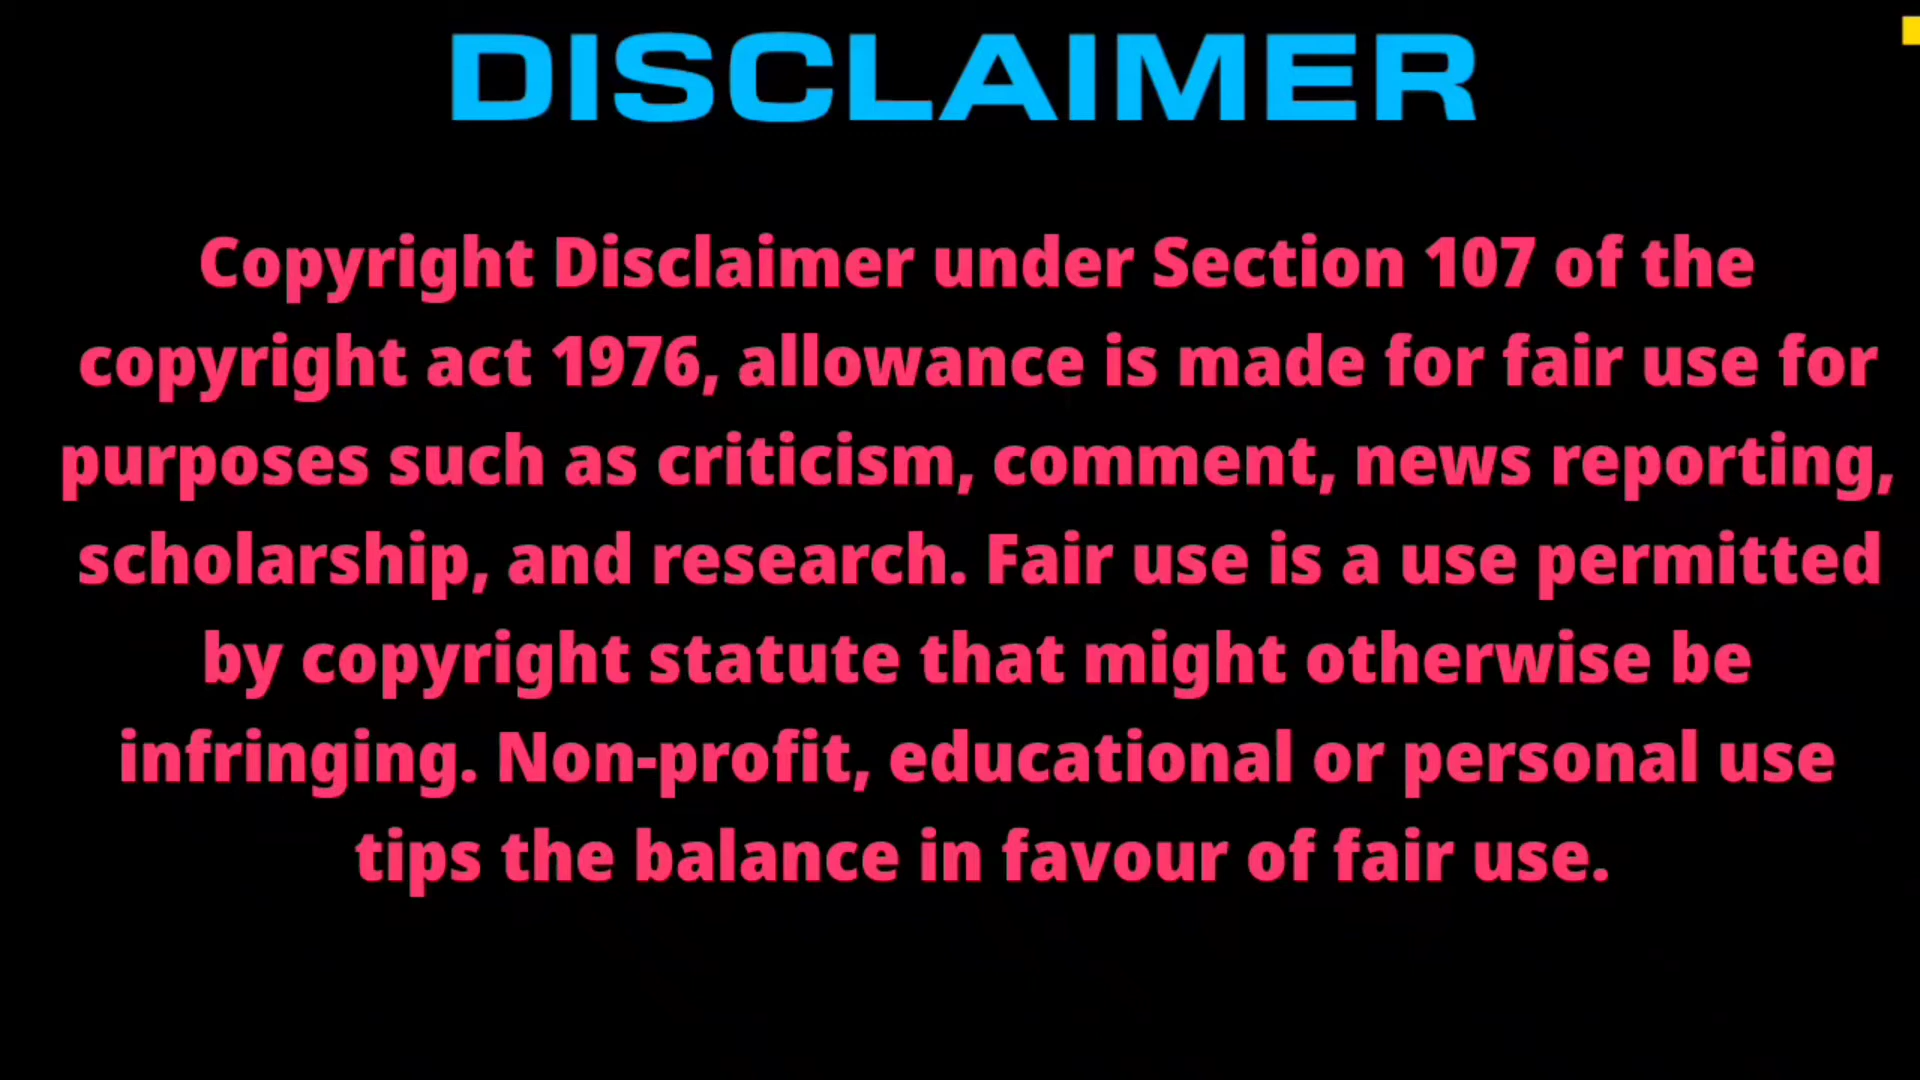 DISCLAIMER
Copyright Disclaimer under Section 107 of the
copyright act 1976, allowance is made for fair use for
purposes such as criticism, comment, news reporting,
scholarship, and research. Fair use is a use permitted
by copyright statute that might otherwise be
infringing. Non-profit, educational or personal use
tips the balance in favour of fair use.